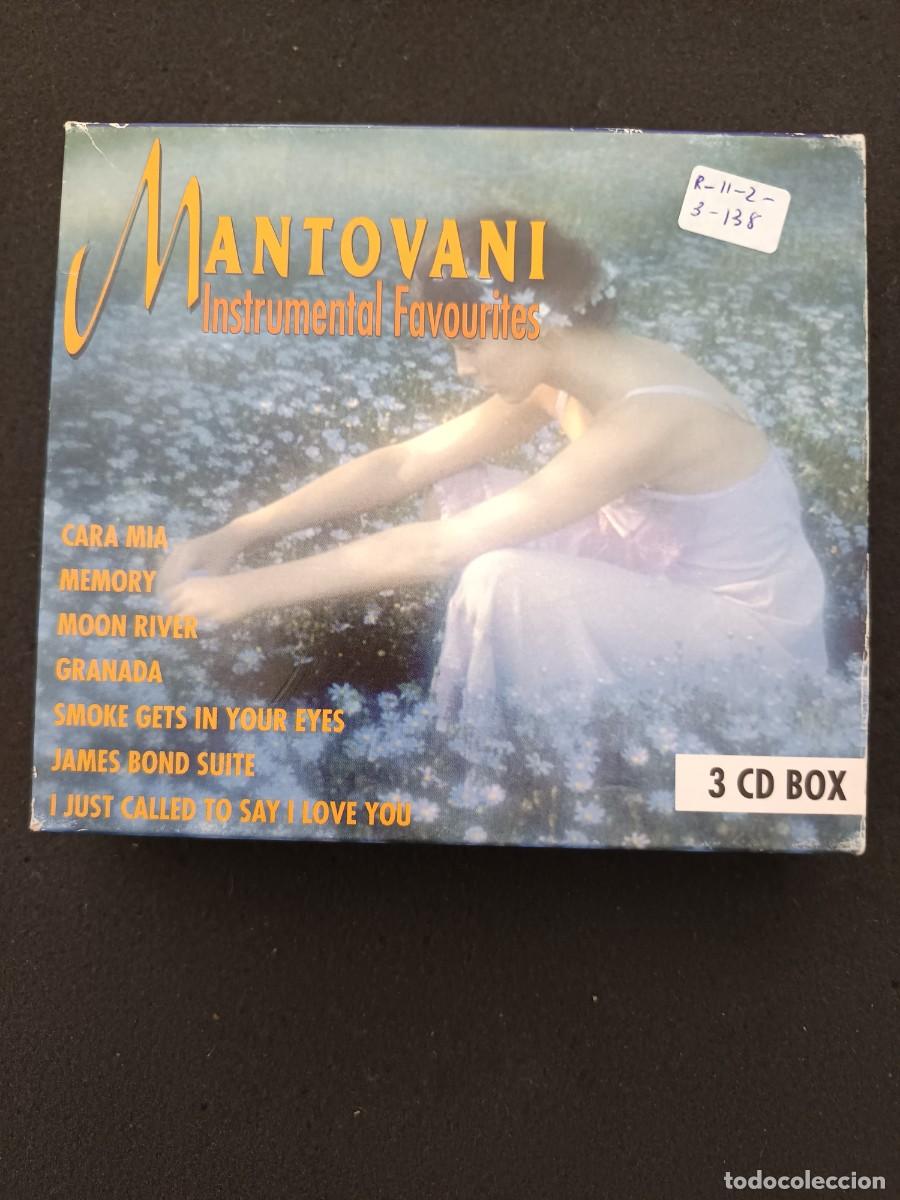 MANTOVANI
Instrumental Favourites
R-11-2-
3-138
CARA MIA
MEMORY
MOON RIVER
GRANADA
SMOKE GETS IN YOUR EYES
JAMES BOND SUITE
I JUST CALLED TO SAY I LOVE YOU
3 CD BOX
todocoleccion